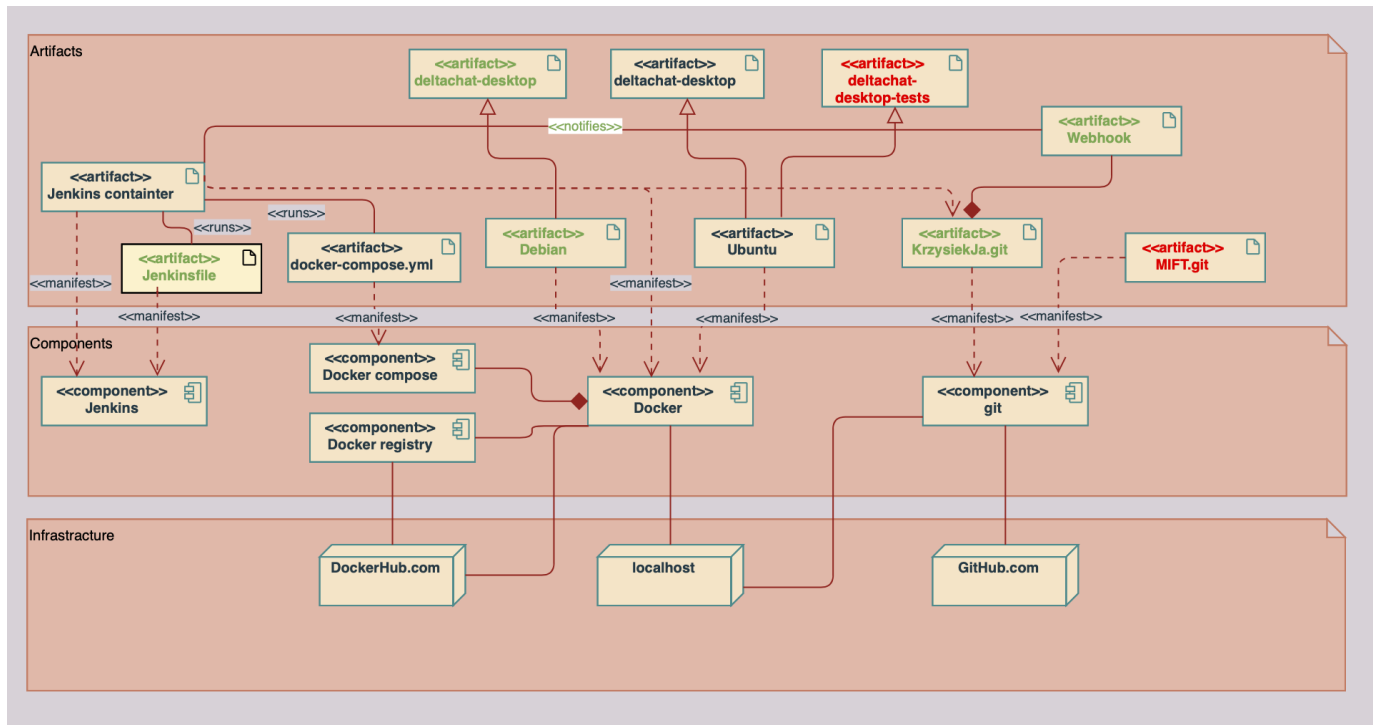 Artifacts
<<artifact>>
deltachat-desktop
<<artifact>>
deltachat-desktop
<<artifact>>
deltachat-
desktop-tests
<<notifies>>
<<artifact>>
Webhook
<<artifact>>
Jenkins containter
<<runs>>
<<runs>>
<<artifact>>
Jenkinsfile
<<artifact>>
docker-compose.yml
<<artifact>>
Debian
<<artifact>>
Ubuntu
<<artifact>>
KrzysiekJa.git
<<artifact>>
MIFT.git
<<manifest>>
<<manifest>>
<<manifest>>
<<manifest>>
<<manifest>>
<<manifest>>
<<manifest>>
<<manifest>>
Components
<<component>>
Docker compose
<<component>>
Jenkins
<<component>>
Docker
<<component>>
git
<<component>>
Docker registry
Infrastracture
DockerHub.com
localhost
GitHub.com